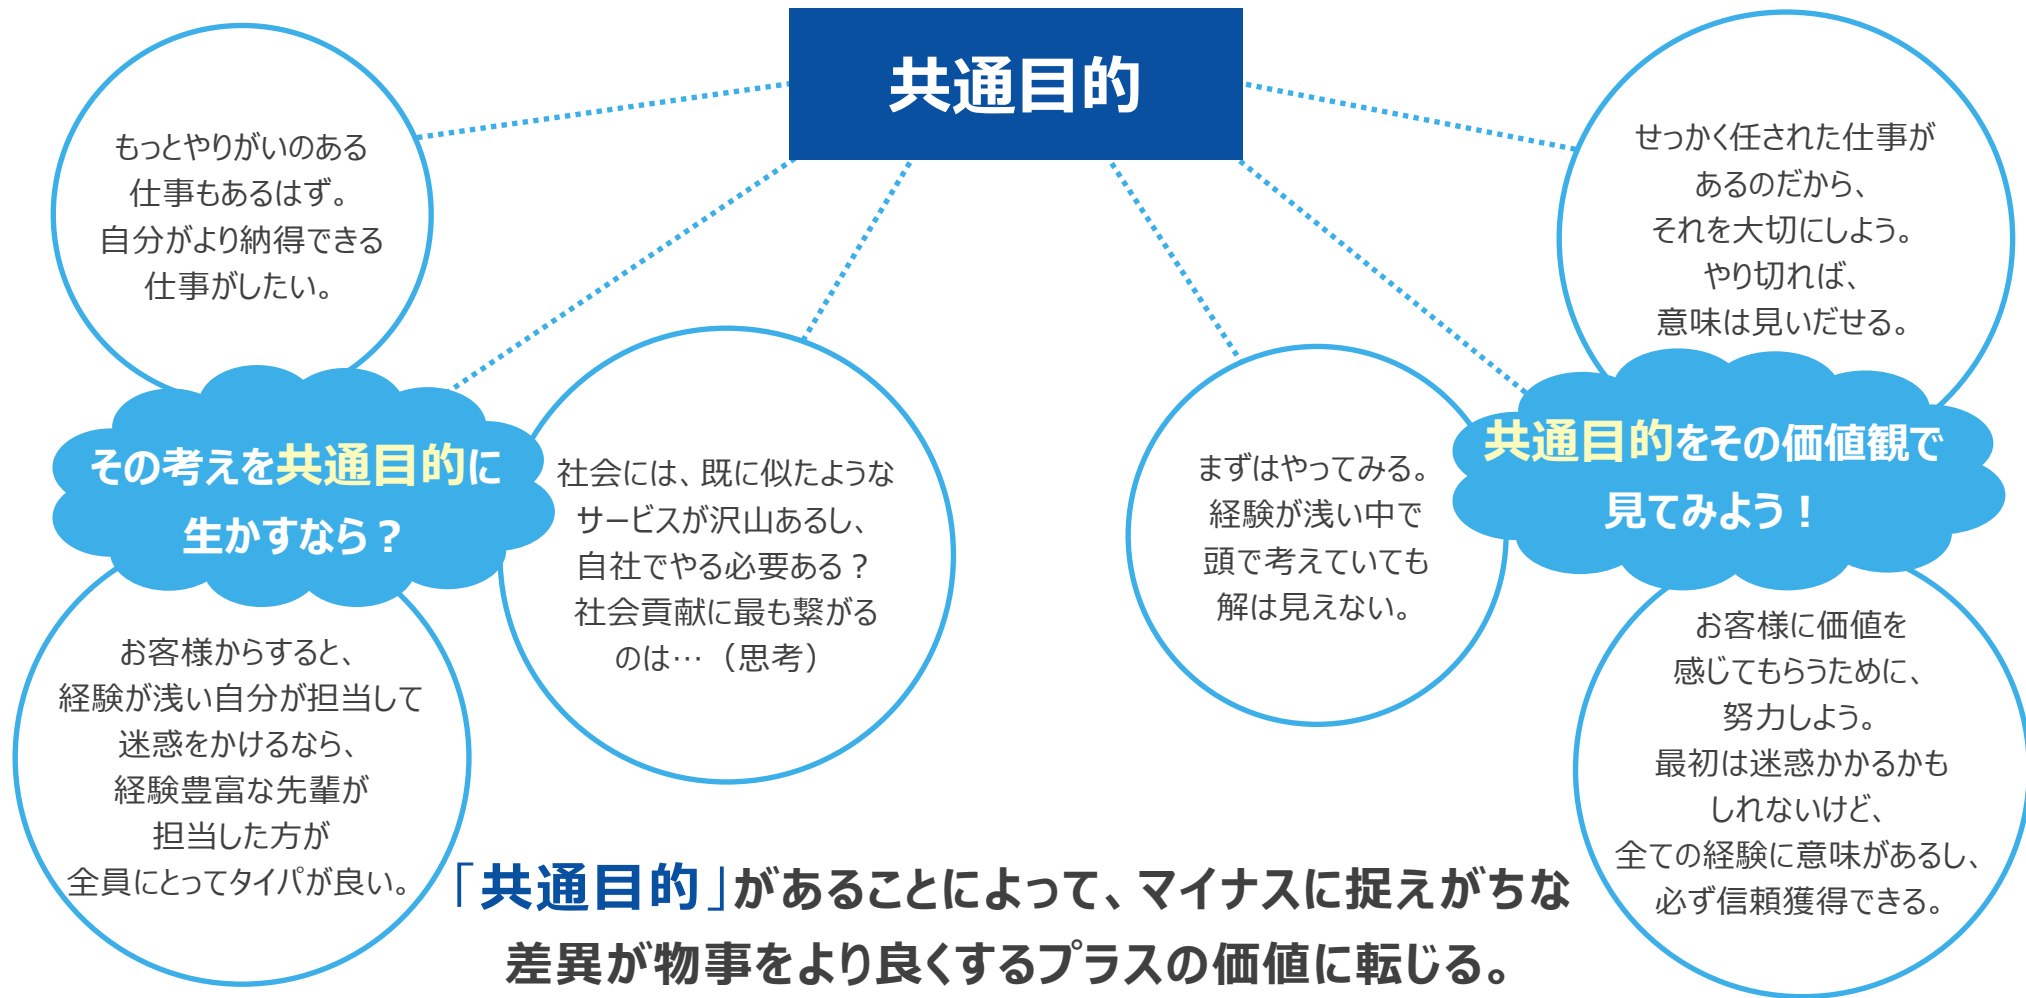 共通目的
もっとやりがいのある
仕事もあるはず。
自分がより納得できる
仕事がしたい。
その考えを共通目的に
生かすなら？
お客様からすると、
経験が浅い自分が担当して
迷惑をかけるなら、
経験豊富な先輩が
担当した方が
全員にとってタイパが良い。
社会には、既に似たような
サービスが沢山あるし、
自社でやる必要ある？
社会貢献に最も繋がる
のは…（思考）
まずはやってみる。
経験が浅い中で
頭で考えていても
解は見えない。
せっかく任された仕事が
あるのだから、
それを大切にしよう。
やり切れば、
意味は見いだせる。
共通目的をその価値観で
見てみよう！
お客様に価値を
感じてもらうために、
努力しよう。
最初は迷惑かかるかも
しれないけど、
全ての経験に意味があるし、
必ず信頼獲得できる。
「共通目的」があることによって、マイナスに捉えがちな
差異が物事をより良くするプラスの価値に転じる。